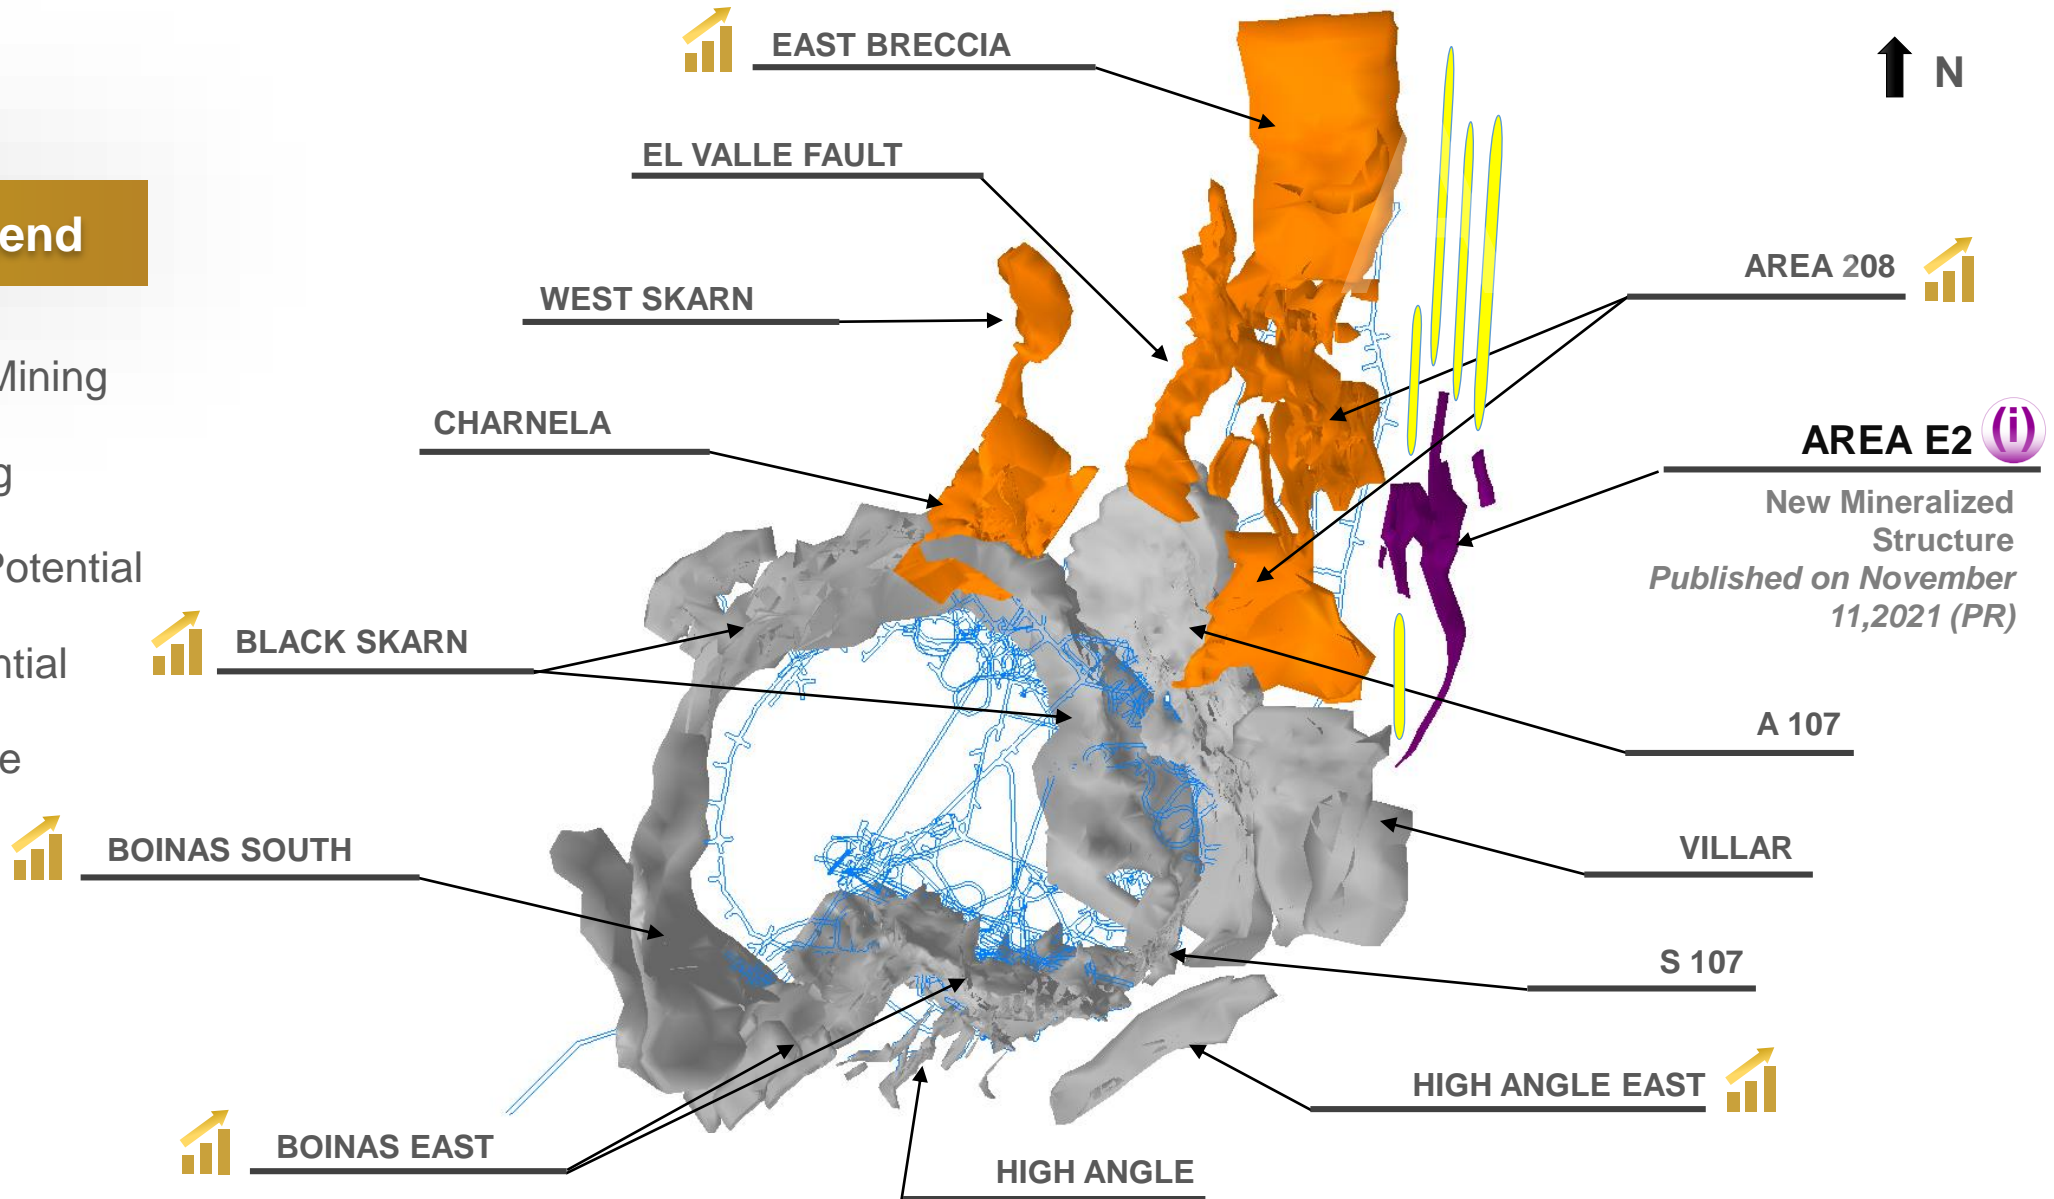 EAST BRECCIA
N
EL VALLE FAULT
end
AREA 208
WEST SKARN
Mining
CHARNELA
AREA E2 (i)
g
New Mineralized
Structure
Published on November
11,2021 (PR)
Potential
BLACK SKARN
ntial
A 107
e
BOINAS SOUTH
VILLAR
S 107
HIGH ANGLE EAST
BOINAS EAST
HIGH ANGLE